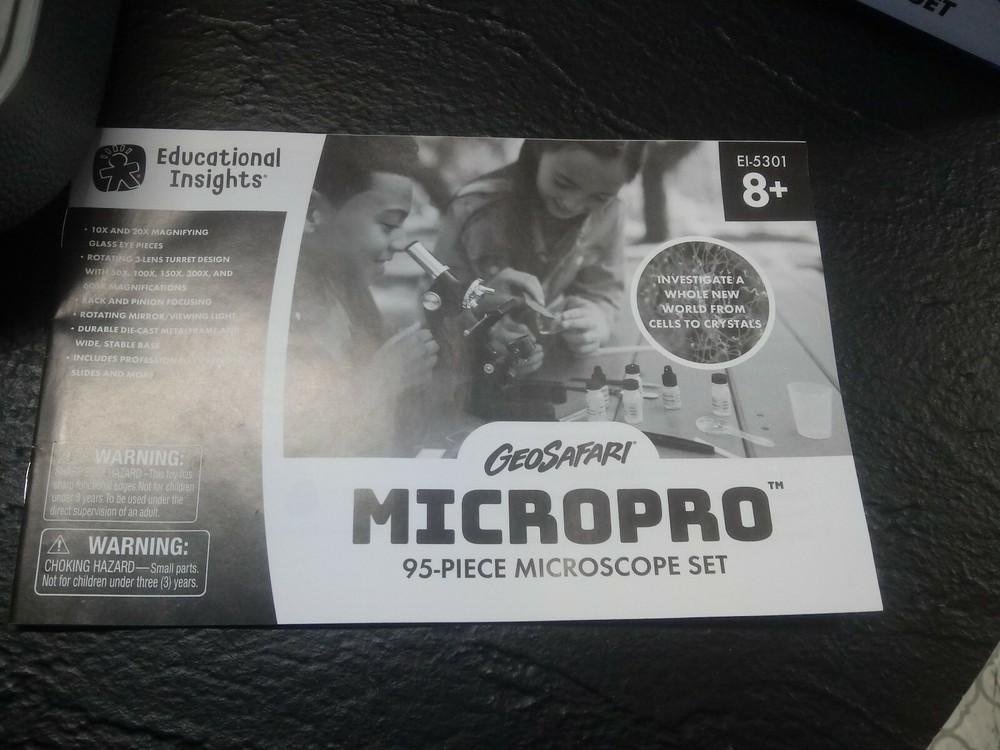 SET
Educational
Insights®
EI-5301
8+
• 10X AND 20X MAGNIFYING
GLASS EYE PIECES
• ROTATING 3-LENS TURRET DESIGN
WITH 50X, 100X, 150X, 300X, AND
600X MAGNIFICATIONS
• RACK AND PINION FOCUSING
• ROTATING MIRROR/VIEWING LIGHT
• DURABLE DIE-CAST METAL FRAME AND
WIDE, STABLE BASE
• INCLUDES
SLIDES AND MORE
INVESTIGATE A
WHOLE NEW
WORLD FROM
CELLS TO CRYSTALS
WARNING:
HAZARD—This toy has
sharp functional edges. Not for children
under 8 years. To be used under the
direct supervision of an adult.
WARNING:
CHOKING HAZARD—Small parts.
Not for children under three (3) years.
GEOSAFARI®
MICROPRO™
95-PIECE MICROSCOPE SET